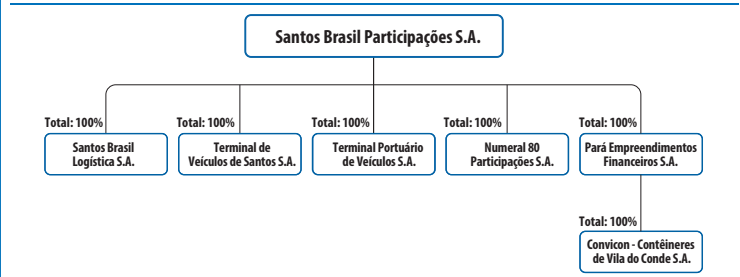 Santos Brasil Participações S.A.
Total: 100%
Total: 100%
Total: 100%
Total: 100%
Total: 100%
Santos Brasil
Logística S.A.
Terminal de
Veículos de Santos S.A.
Terminal Portuário
de Veículos S.A.
Numeral 80
Participações S.A.
Pará Empreendimentos
Financeiros S.A.
Total: 100%
Convicon - Contêineres
de Vila do Conde S.A.